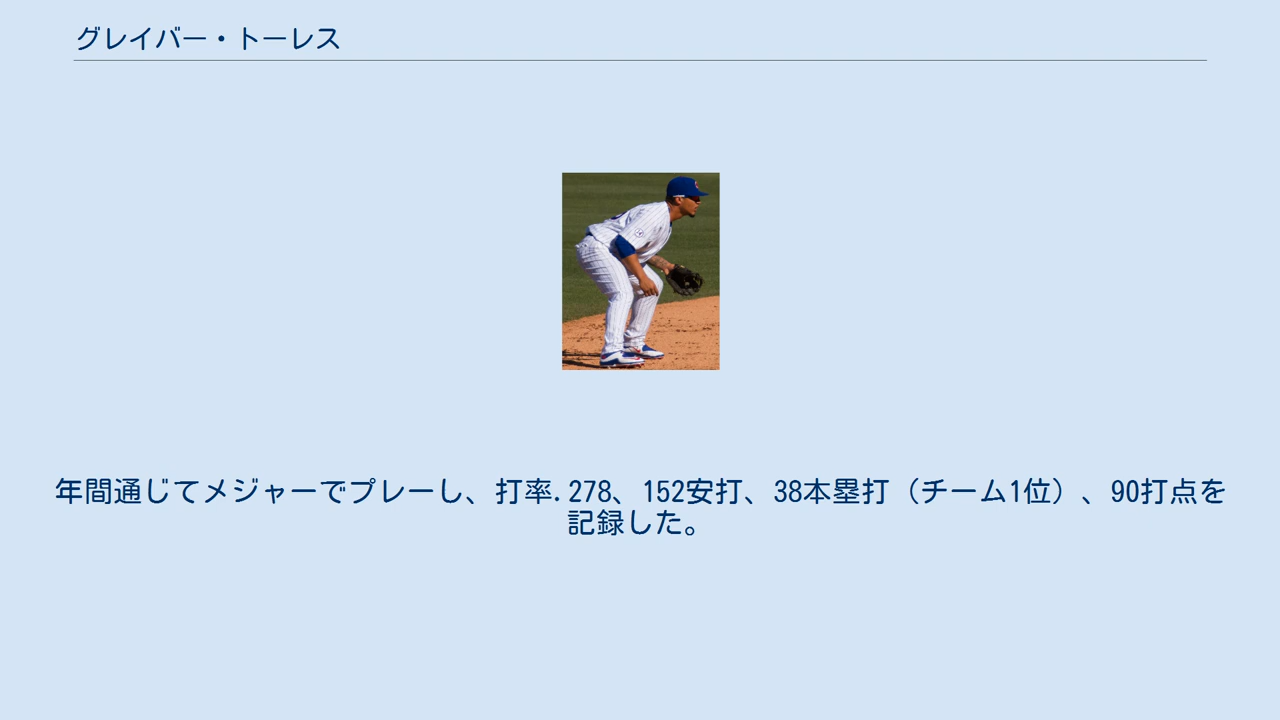 グレイバー・トーレス
年間通じてメジャーでプレーし、打率.278、152安打、38本塁打（チーム1位）、90打点を
記録した。